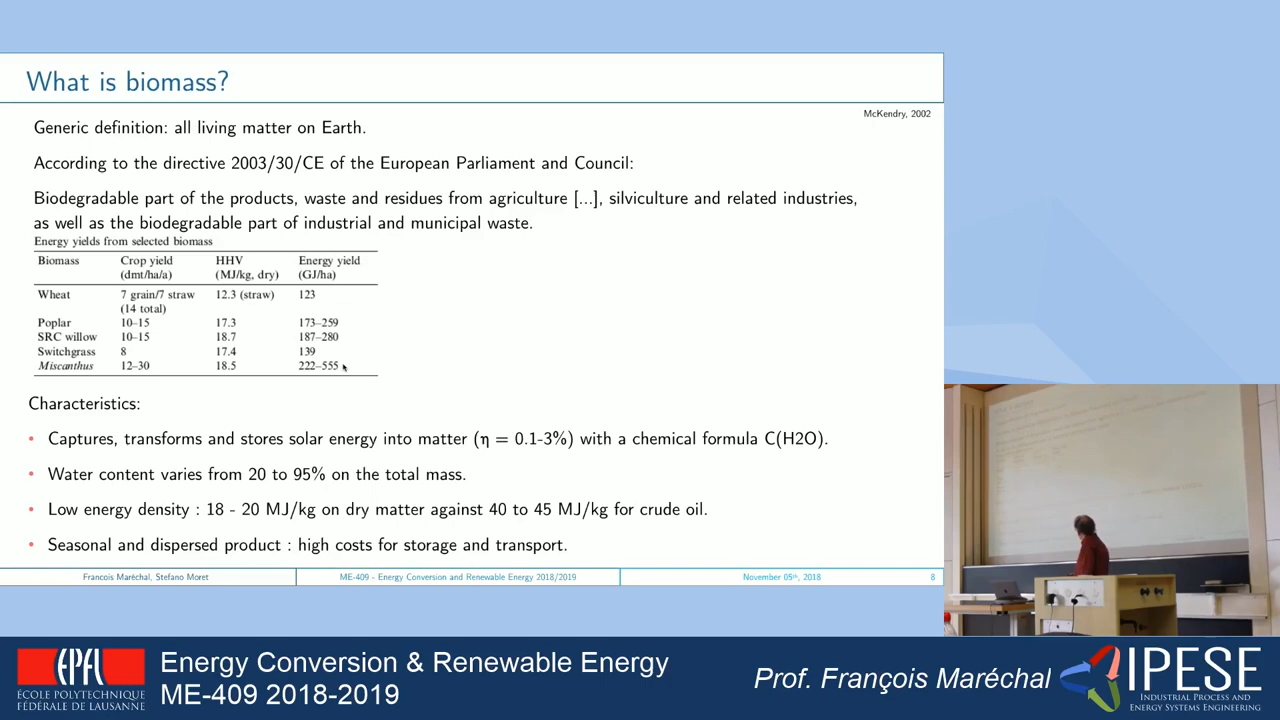 What is biomass?
McKendry, 2002
Generic definition: all living matter on Earth.
According to the directive 2003/30/CE of the European Parliament and Council:
Biodegradable part of the products, waste and residues from agriculture [...], silviculture and related industries,
as well as the biodegradable part of industrial and municipal waste.
Energy yields from selected biomass
Biomass Crop yield HHV Energy yield
(dmt/ha/a) (MJ/kg, dry) (GJ/ha)
Wheat 7 grain/7 straw 12.3 (straw) 123
(14 total)
Poplar 10–15 17.3 173–259
SRC willow 10–15 18.7 187–280
Switchgrass 8 17.4 139
Miscanthus 12–30 18.5 222–555
Characteristics:
• Captures, transforms and stores solar energy into matter (η = 0.1-3%) with a chemical formula C(H2O).
• Water content varies from 20 to 95% on the total mass.
• Low energy density : 18 - 20 MJ/kg on dry matter against 40 to 45 MJ/kg for crude oil.
• Seasonal and dispersed product : high costs for storage and transport.
Francois Maréchal, Stefano Moret ME-409 - Energy Conversion and Renewable Energy 2018/2019 November 05th, 2018 8
EPFL
ÉCOLE POLYTECHNIQUE
FÉDÉRALE DE LAUSANNE
Energy Conversion & Renewable Energy
ME-409 2018-2019
Prof. François Maréchal
IPESE
Industrial Process and
Energy Systems Engineering